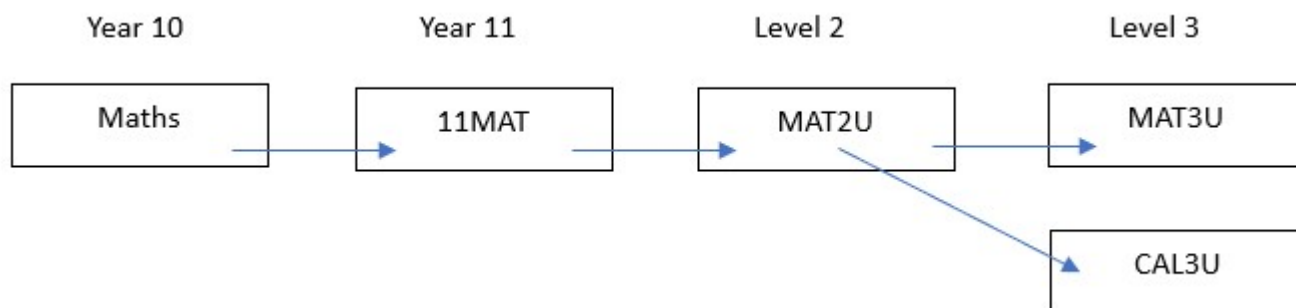 Year 10 Year 11 Level 2 Level 3
Maths 11MAT MAT2U MAT3U
CAL3U